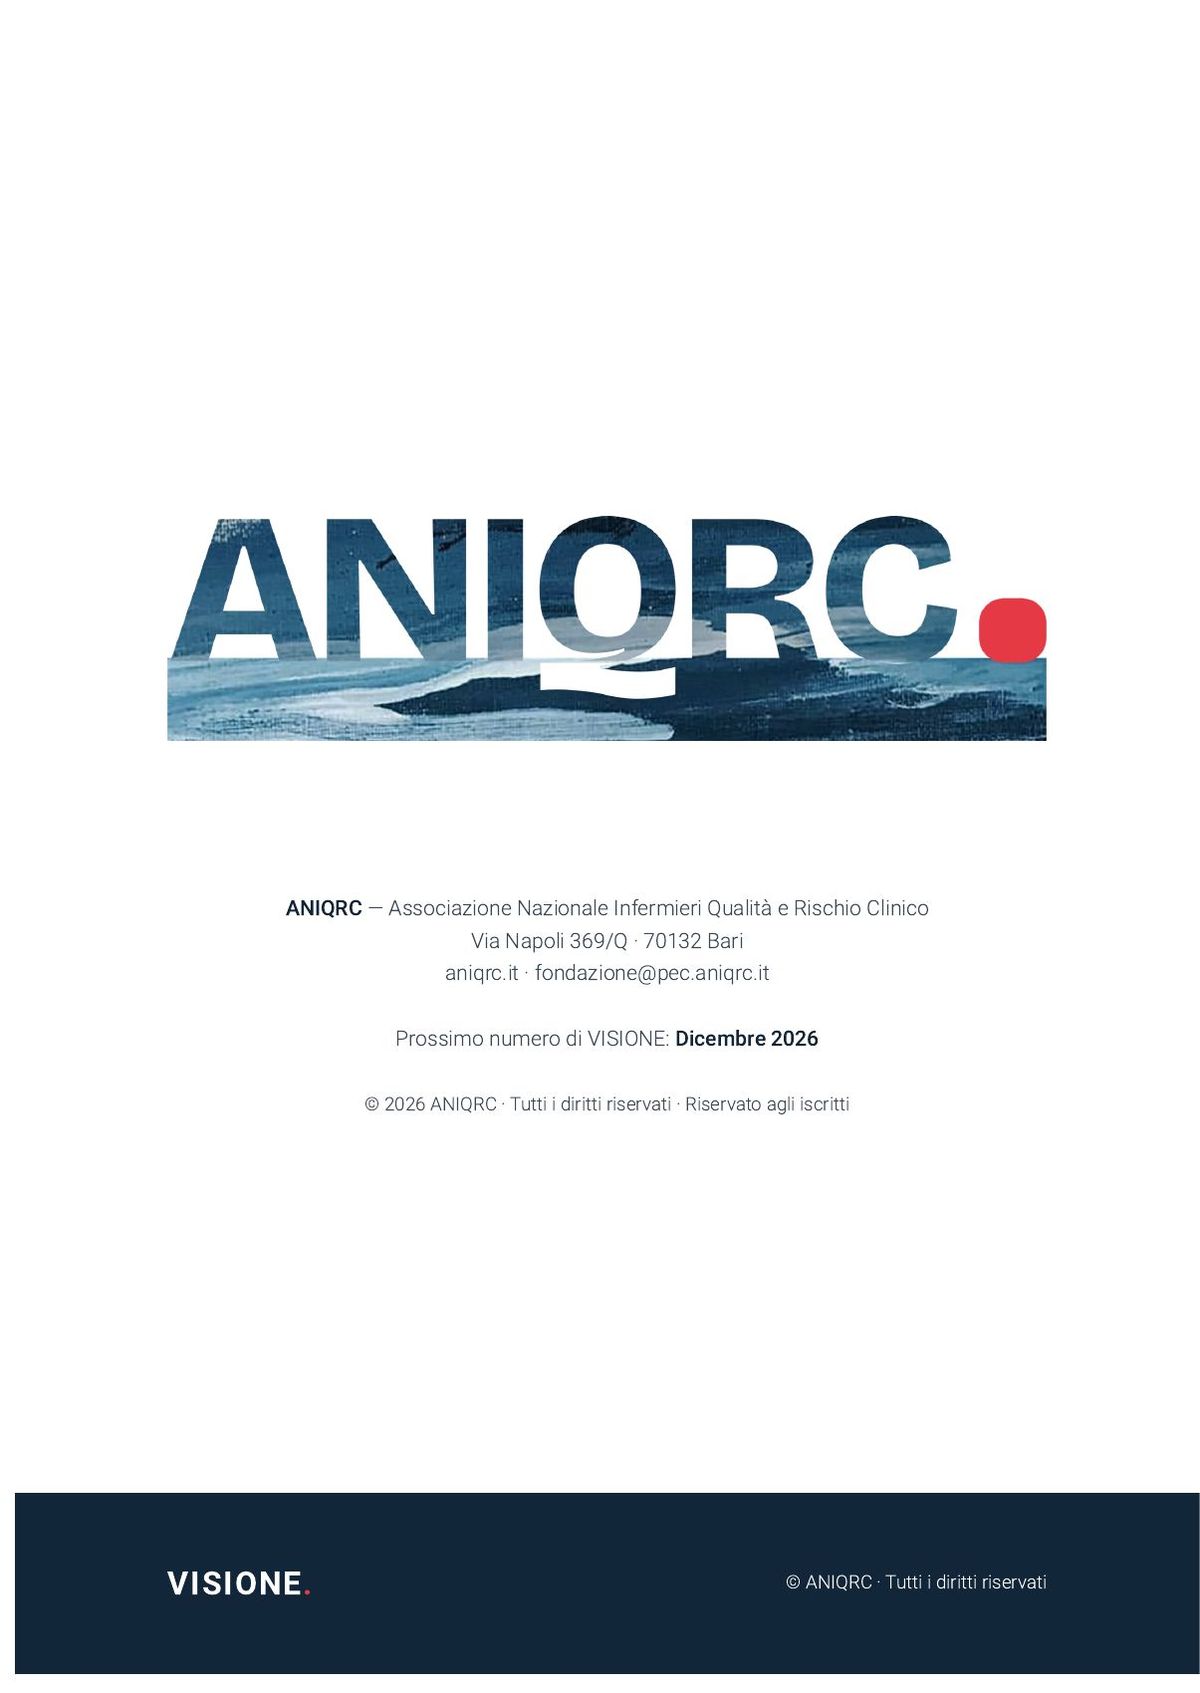 ANIQRC.
ANIQRC — Associazione Nazionale Infermieri Qualità e Rischio Clinico
Via Napoli 369/Q · 70132 Bari
aniqrc.it · fondazione@pec.aniqrc.it
Prossimo numero di VISIONE: Dicembre 2026
© 2026 ANIQRC · Tutti i diritti riservati · Riservato agli iscritti
VISIONE.
© ANIQRC · Tutti i diritti riservati